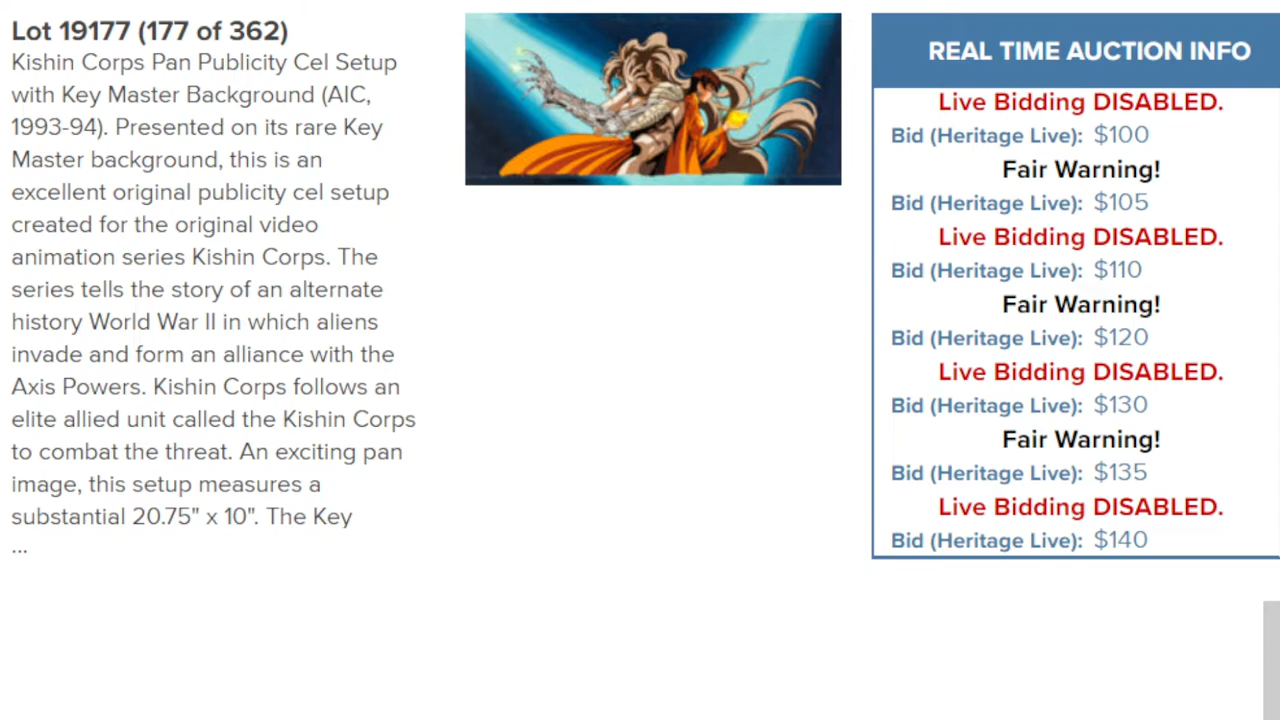 Lot 19177 (177 of 362)
Kishin Corps Pan Publicity Cel Setup
with Key Master Background (AIC,
1993-94). Presented on its rare Key
Master background, this is an
excellent original publicity cel setup
created for the original video
animation series Kishin Corps. The
series tells the story of an alternate
history World War II in which aliens
invade and form an alliance with the
Axis Powers. Kishin Corps follows an
elite allied unit called the Kishin Corps
to combat the threat. An exciting pan
image, this setup measures a
substantial 20.75" x 10". The Key
...
REAL TIME AUCTION INFO
Live Bidding DISABLED.
Bid (Heritage Live): $100
Fair Warning!
Bid (Heritage Live): $105
Live Bidding DISABLED.
Bid (Heritage Live): $110
Fair Warning!
Bid (Heritage Live): $120
Live Bidding DISABLED.
Bid (Heritage Live): $130
Fair Warning!
Bid (Heritage Live): $135
Live Bidding DISABLED.
Bid (Heritage Live): $140